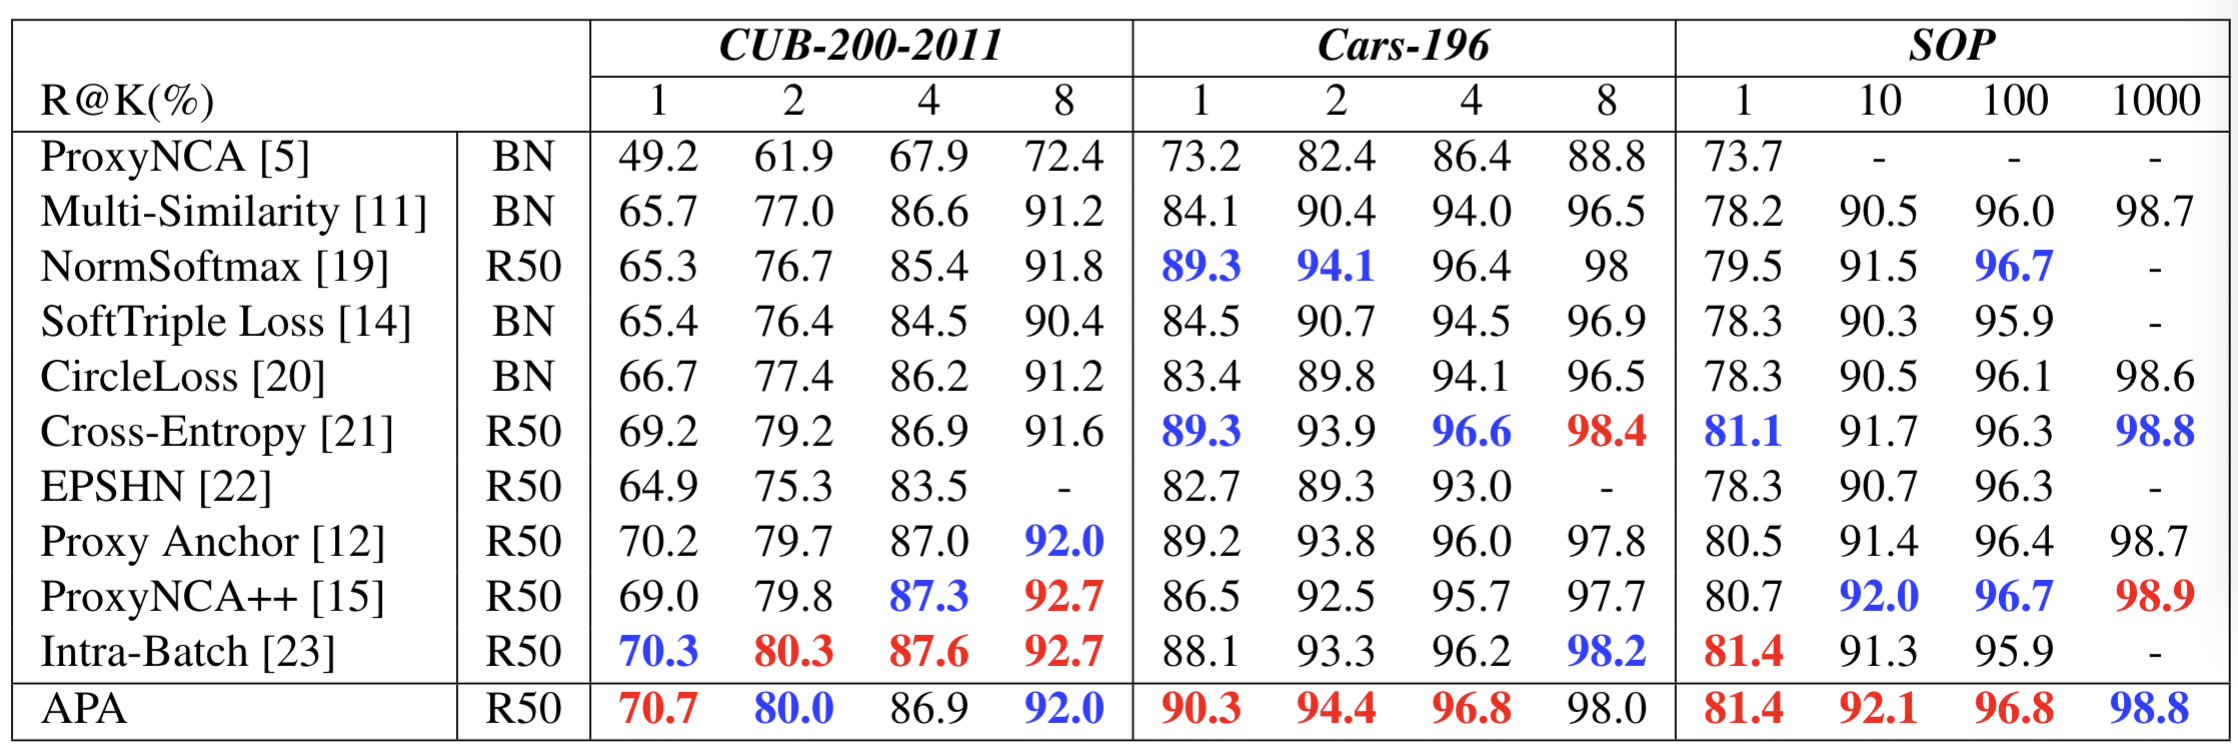 CUB-200-2011 Cars-196 SOP
R@K(%) 1 2 4 8 1 2 4 8 1 10 100 1000
ProxyNCA [5] BN 49.2 61.9 67.9 72.4 73.2 82.4 86.4 88.8 73.7 - - -
Multi-Similarity [11] BN 65.7 77.0 86.6 91.2 84.1 90.4 94.0 96.5 78.2 90.5 96.0 98.7
NormSoftmax [19] R50 65.3 76.7 85.4 91.8 89.3 94.1 96.4 98 79.5 91.5 96.7 -
SoftTriple Loss [14] BN 65.4 76.4 84.5 90.4 84.5 90.7 94.5 96.9 78.3 90.3 95.9 -
CircleLoss [20] BN 66.7 77.4 86.2 91.2 83.4 89.8 94.1 96.5 78.3 90.5 96.1 98.6
Cross-Entropy [21] R50 69.2 79.2 86.9 91.6 89.3 93.9 96.6 98.4 81.1 91.7 96.3 98.8
EPSHN [22] R50 64.9 75.3 83.5 - 82.7 89.3 93.0 - 78.3 90.7 96.3 -
Proxy Anchor [12] R50 70.2 79.7 87.0 92.0 89.2 93.8 96.0 97.8 80.5 91.4 96.4 98.7
ProxyNCA++ [15] R50 69.0 79.8 87.3 92.7 86.5 92.5 95.7 97.7 80.7 92.0 96.7 98.9
Intra-Batch [23] R50 70.3 80.3 87.6 92.7 88.1 93.3 96.2 98.2 81.4 91.3 95.9 -
APA R50 70.7 80.0 86.9 92.0 90.3 94.4 96.8 98.0 81.4 92.1 96.8 98.8